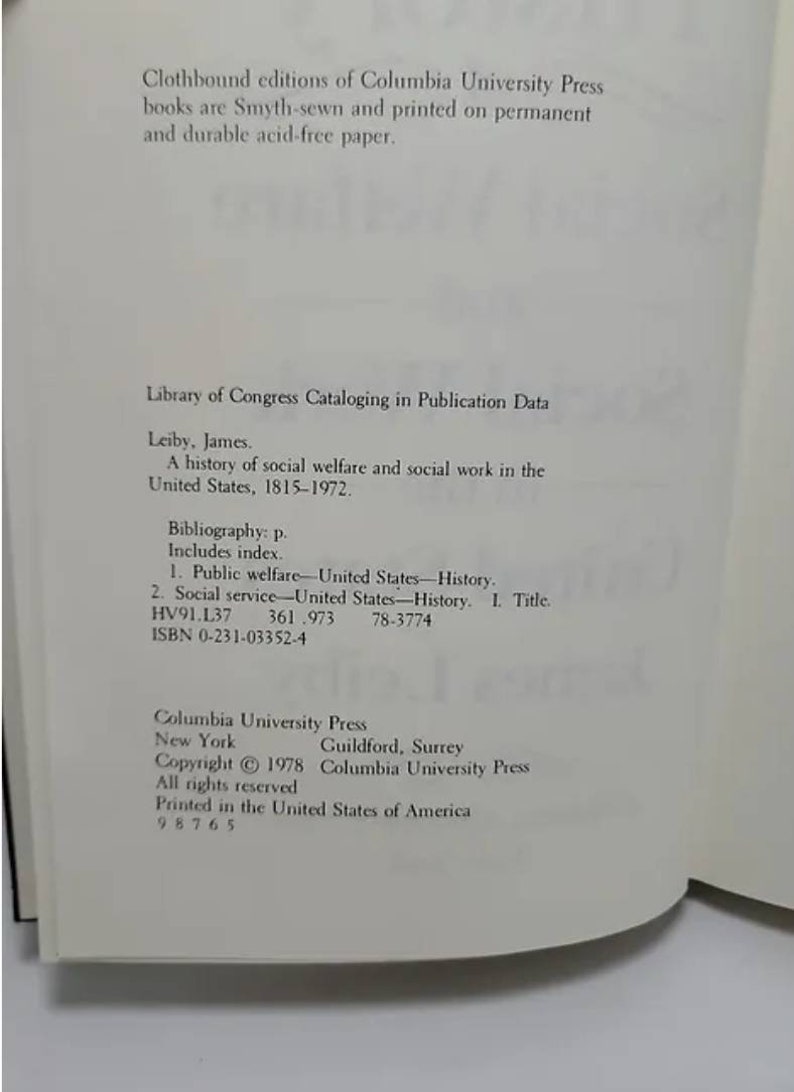 Clothbound editions of Columbia University Press
books are Smyth-sewn and printed on permanent
and durable acid-free paper.
Library of Congress Cataloging in Publication Data
Leiby, James.
A history of social welfare and social work in the
United States, 1815–1972.
Bibliography: p.
Includes index.
1. Public welfare—United States—History.
2. Social service—United States—History. I. Title.
HV91.L37 361 .973 78-3774
ISBN 0-231-03352-4
Columbia University Press
New York Guildford, Surrey
Copyright © 1978 Columbia University Press
All rights reserved
Printed in the United States of America
9 8 7 6 5